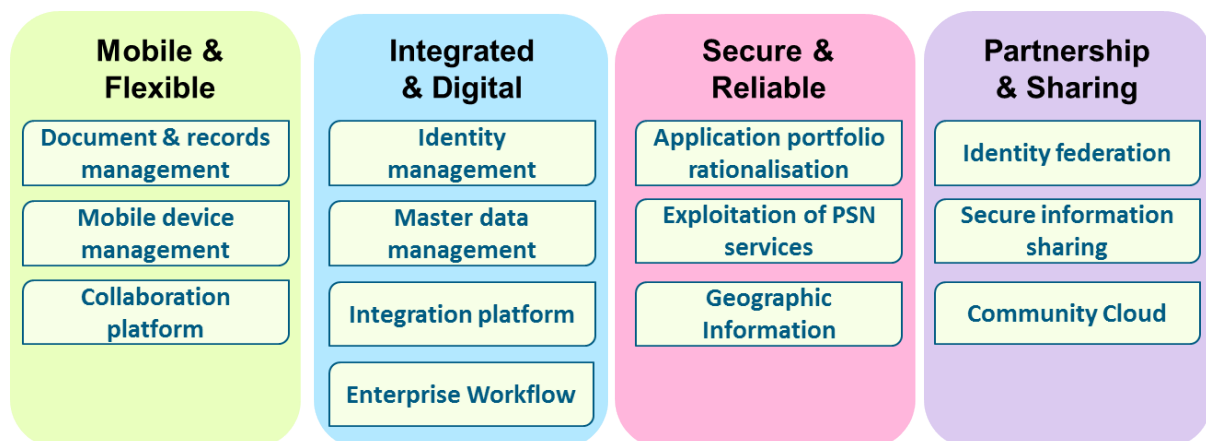 Mobile &
Flexible
Document & records
management
Mobile device
management
Collaboration
platform
Integrated
& Digital
Identity
management
Master data
management
Integration platform
Enterprise Workflow
Secure &
Reliable
Application portfolio
rationalisation
Exploitation of PSN
services
Geographic
Information
Partnership
& Sharing
Identity federation
Secure information
sharing
Community Cloud